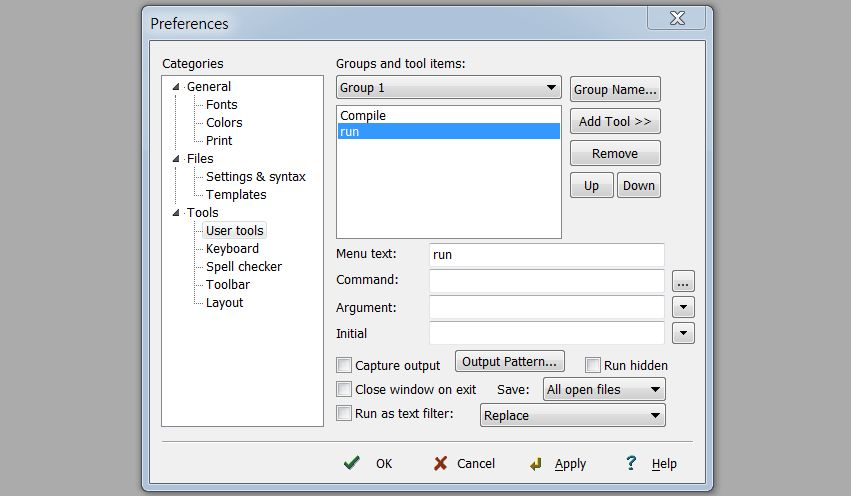 Preferences
Categories
General
Fonts
Colors
Print
Files
Settings & syntax
Templates
Tools
User tools
Keyboard
Spell checker
Toolbar
Layout
Groups and tool items:
Group 1
Group Name...
Compile
run
Add Tool >>
Remove
Up Down
Menu text: run
Command: ...
Argument:
Initial
Capture output Output Pattern... Run hidden
Close window on exit Save: All open files
Run as text filter: Replace
OK Cancel Apply ? Help